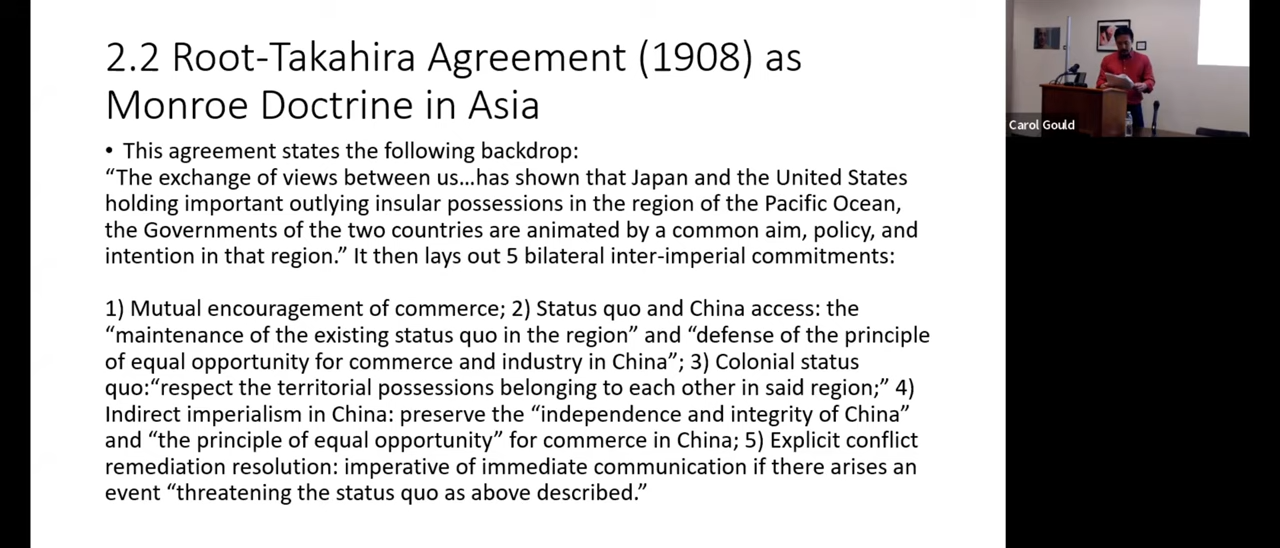 2.2 Root-Takahira Agreement (1908) as
Monroe Doctrine in Asia
• This agreement states the following backdrop:
“The exchange of views between us…has shown that Japan and the United States
holding important outlying insular possessions in the region of the Pacific Ocean,
the Governments of the two countries are animated by a common aim, policy, and
intention in that region.” It then lays out 5 bilateral inter-imperial commitments:
1) Mutual encouragement of commerce; 2) Status quo and China access: the
“maintenance of the existing status quo in the region” and “defense of the principle
of equal opportunity for commerce and industry in China”; 3) Colonial status
quo:“respect the territorial possessions belonging to each other in said region;” 4)
Indirect imperialism in China: preserve the “independence and integrity of China”
and “the principle of equal opportunity” for commerce in China; 5) Explicit conflict
remediation resolution: imperative of immediate communication if there arises an
event “threatening the status quo as above described.”
Carol Gould